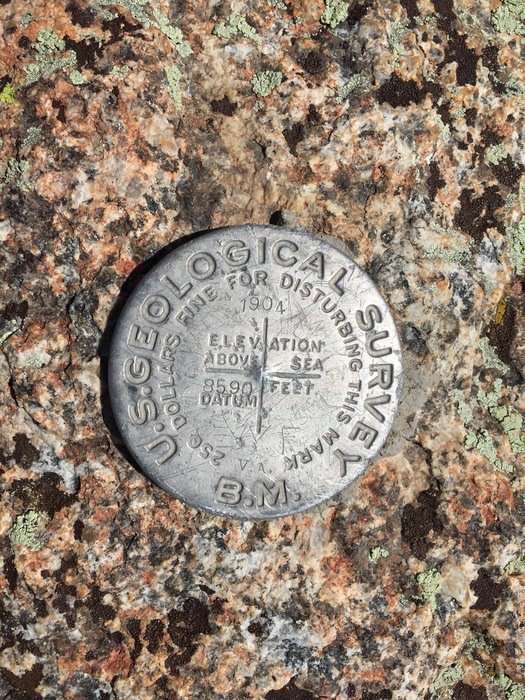 U.S. GEOLOGICAL SURVEY
250 DOLLARS FINE FOR DISTURBING THIS MARK
1904
ELEVATION
ABOVE SEA
8590 FEET
DATUM
B.M.